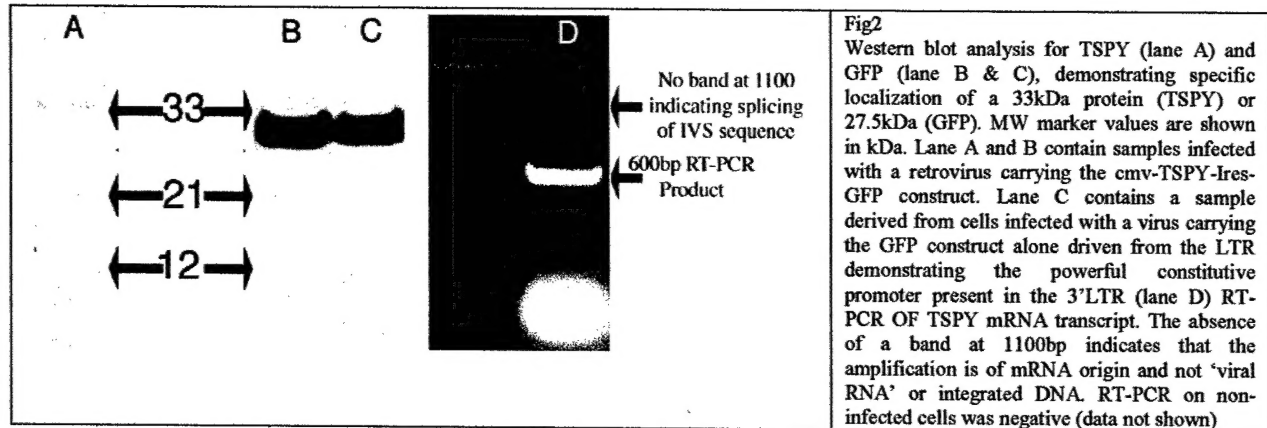 A
B
C
D
33
21
12
No band at 1100
indicating splicing
of IVS sequence
600bp RT-PCR
Product
Fig2
Western blot analysis for TSPY (lane A) and
GFP (lane B & C), demonstrating specific
localization of a 33kDa protein (TSPY) or
27.5kDa (GFP). MW marker values are shown
in kDa. Lane A and B contain samples infected
with a retrovirus carrying the cmv-TSPY-Ires-
GFP construct. Lane C contains a sample
derived from cells infected with a virus carrying
the GFP construct alone driven from the LTR
demonstrating the powerful constitutive
promoter present in the 3'LTR (lane D) RT-
PCR OF TSPY mRNA transcript. The absence
of a band at 1100bp indicates that the
amplification is of mRNA origin and not 'viral
RNA' or integrated DNA. RT-PCR on non-
infected cells was negative (data not shown)